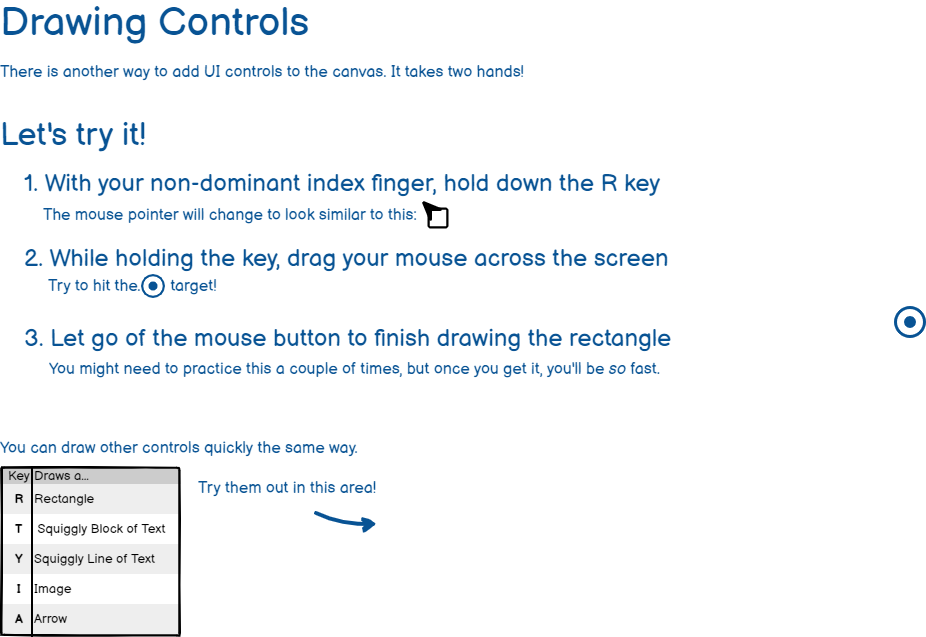 Drawing Controls
There is another way to add UI controls to the canvas. It takes two hands!
Let's try it!
1. With your non-dominant index finger, hold down the R key
The mouse pointer will change to look similar to this:
2. While holding the key, drag your mouse across the screen
Try to hit the. target!
3. Let go of the mouse button to finish drawing the rectangle
You might need to practice this a couple of times, but once you get it, you'll be so fast.
You can draw other controls quickly the same way.
Key Draws a...
R Rectangle
T Squiggly Block of Text
Y Squiggly Line of Text
I Image
A Arrow
Try them out in this area!